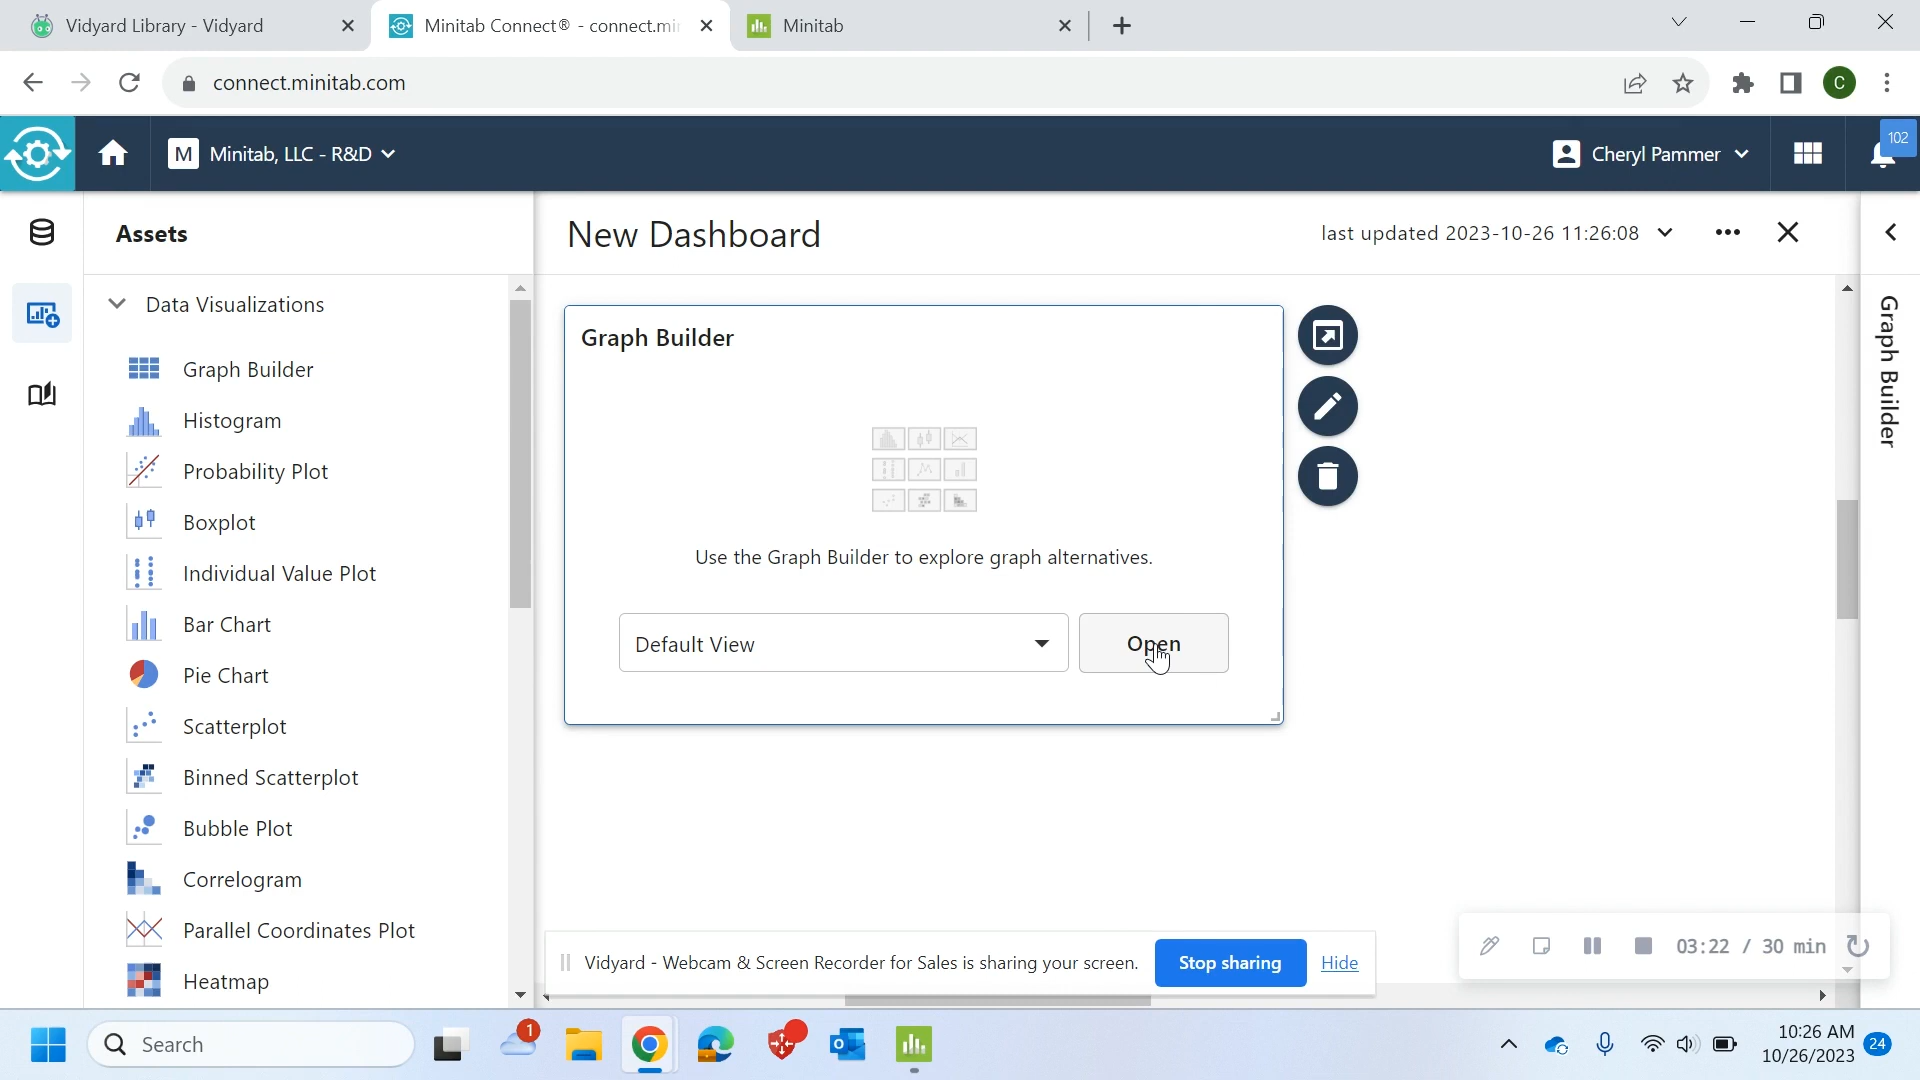 Vidyard Library - Vidyard
Minitab Connect® - connect.mi
Minitab
connect.minitab.com
C
M Minitab, LLC - R&D
Cheryl Pammer
102
Assets
New Dashboard
last updated 2023-10-26 11:26:08
Data Visualizations
Graph Builder
Histogram
Probability Plot
Boxplot
Individual Value Plot
Bar Chart
Pie Chart
Scatterplot
Binned Scatterplot
Bubble Plot
Correlogram
Parallel Coordinates Plot
Heatmap
Graph Builder
Use the Graph Builder to explore graph alternatives.
Default View
Open
Graph Builder
Vidyard - Webcam & Screen Recorder for Sales is sharing your screen.
Stop sharing
Hide
03:22 / 30 min
Search
1
10:26 AM
10/26/2023
24